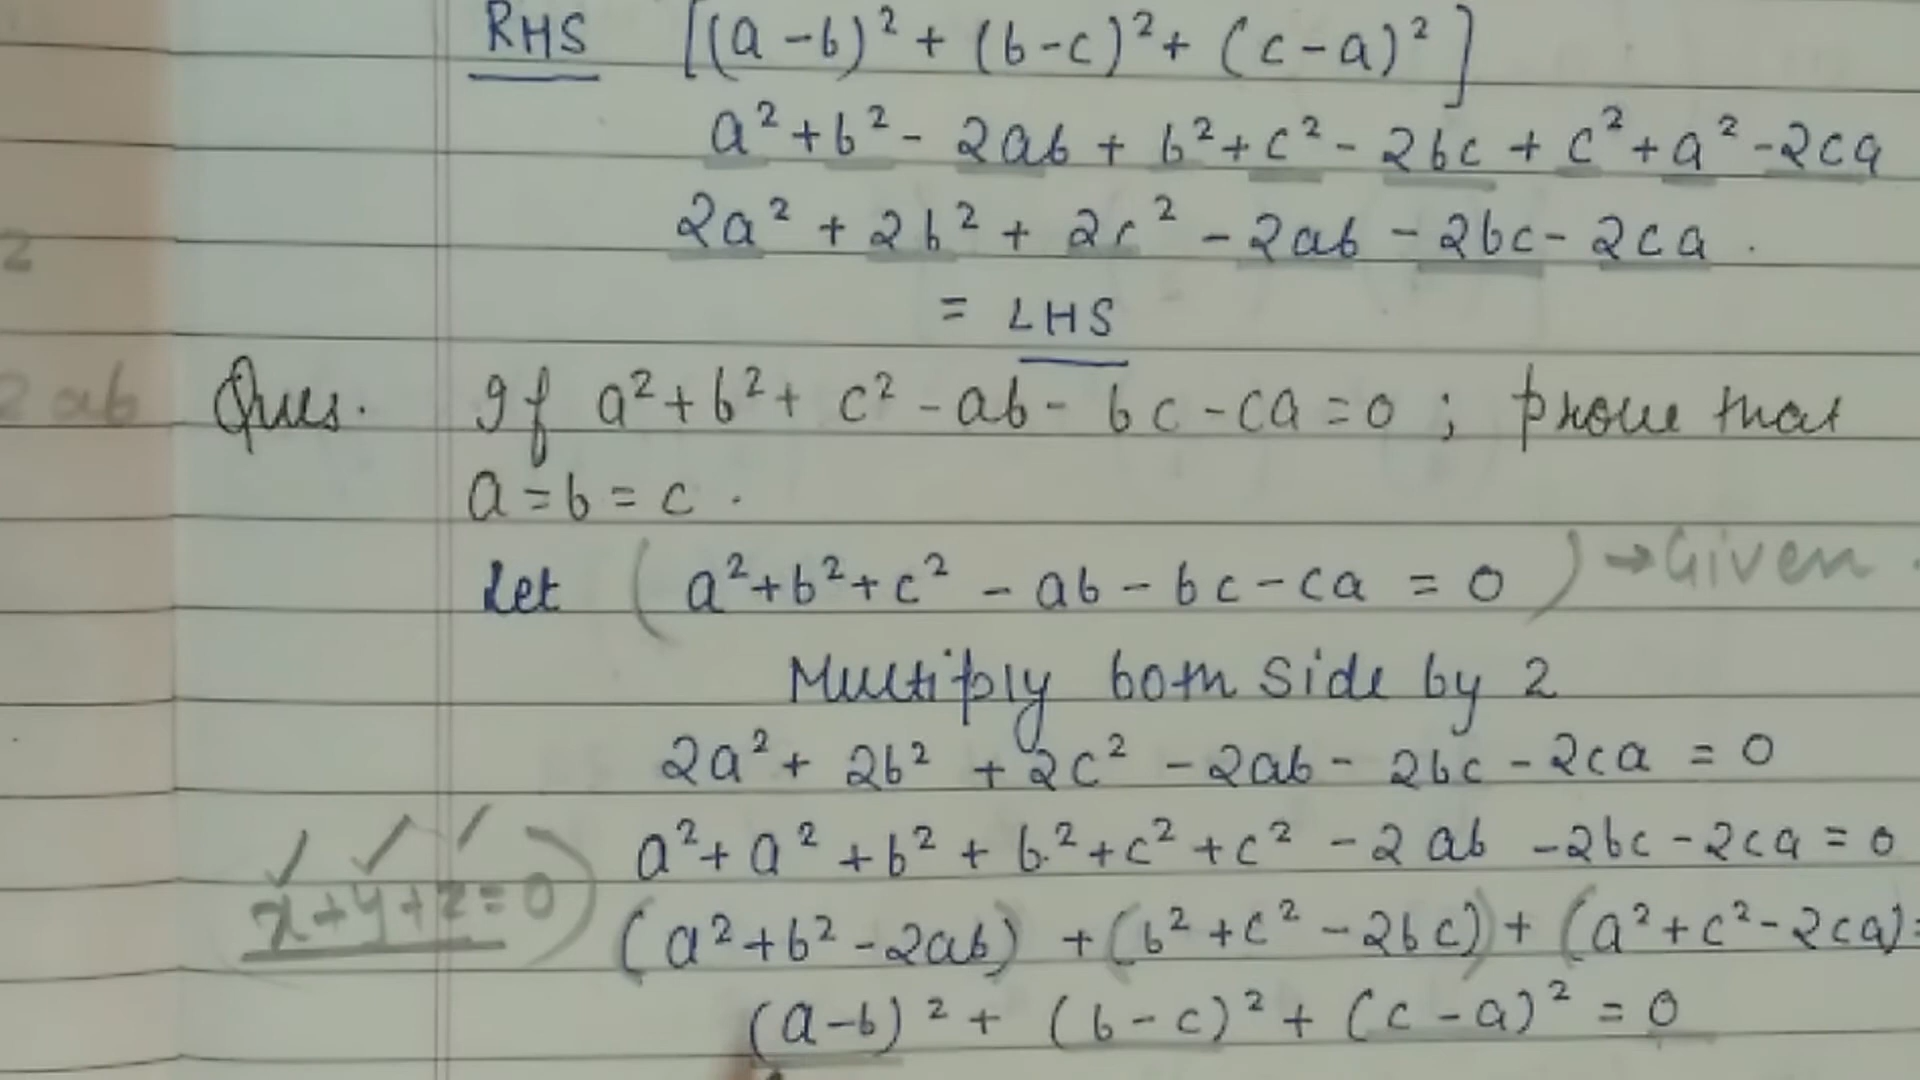 RHS [(a-b)² + (b-c)² + (c-a)²]
a² + b² - 2ab + b² + c² - 2bc + c² + a² - 2ca
2a² + 2b² + 2c² - 2ab - 2bc - 2ca .
= LHS
2
2ab
Ques. If a² + b² + c² - ab - bc - ca = 0 ; prove that
a = b = c .
Let (a² + b² + c² - ab - bc - ca = 0) → Given
Multiply both side by 2
2a² + 2b² + 2c² - 2ab - 2bc - 2ca = 0
a² + a² + b² + b² + c² + c² - 2ab - 2bc - 2ca = 0
x + y + z = 0)
(a² + b² - 2ab) + (b² + c² - 2bc) + (a² + c² - 2ca) =
(a-b)² + (b-c)² + (c-a)² = 0